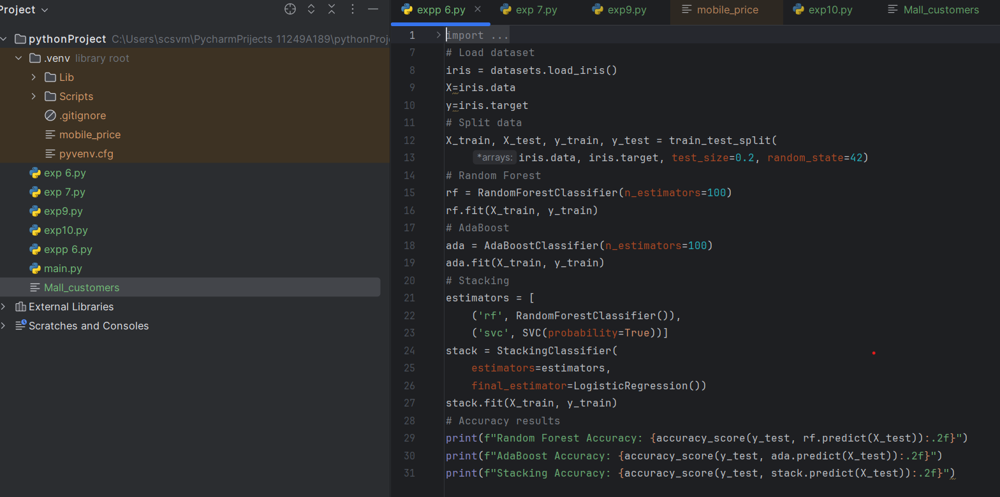 Project
pythonProject C:\Users\scsvm\PycharmPrijects 11249A189\pythonProj
.venv library root
Lib
Scripts
.gitignore
mobile_price
pyvenv.cfg
exp 6.py
exp 7.py
exp9.py
exp10.py
expp 6.py
main.py
Mall_customers
External Libraries
Scratches and Consoles
expp 6.py exp 7.py exp9.py mobile_price exp10.py Mall_customers
1 import ...
7 # Load dataset
8 iris = datasets.load_iris()
9 X=iris.data
10 y=iris.target
11 # Split data
12 X_train, X_test, y_train, y_test = train_test_split(
13 *arrays: iris.data, iris.target, test_size=0.2, random_state=42)
14 # Random Forest
15 rf = RandomForestClassifier(n_estimators=100)
16 rf.fit(X_train, y_train)
17 # AdaBoost
18 ada = AdaBoostClassifier(n_estimators=100)
19 ada.fit(X_train, y_train)
20 # Stacking
21 estimators = [
22 ('rf', RandomForestClassifier()),
23 ('svc', SVC(probability=True))]
24 stack = StackingClassifier(
25 estimators=estimators,
26 final_estimator=LogisticRegression())
27 stack.fit(X_train, y_train)
28 # Accuracy results
29 print(f"Random Forest Accuracy: {accuracy_score(y_test, rf.predict(X_test)):.2f}")
30 print(f"AdaBoost Accuracy: {accuracy_score(y_test, ada.predict(X_test)):.2f}")
31 print(f"Stacking Accuracy: {accuracy_score(y_test, stack.predict(X_test)):.2f}")